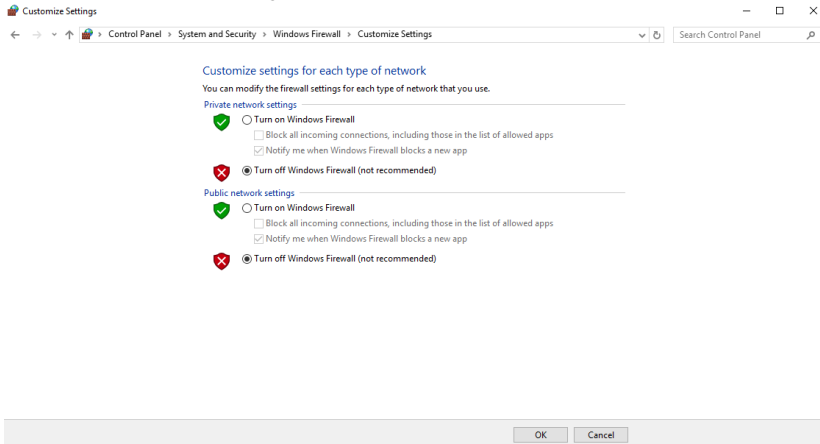 Customize Settings
Control Panel > System and Security > Windows Firewall > Customize Settings
Search Control Panel
Customize settings for each type of network
You can modify the firewall settings for each type of network that you use.
Private network settings
Turn on Windows Firewall
Block all incoming connections, including those in the list of allowed apps
Notify me when Windows Firewall blocks a new app
Turn off Windows Firewall (not recommended)
Public network settings
Turn on Windows Firewall
Block all incoming connections, including those in the list of allowed apps
Notify me when Windows Firewall blocks a new app
Turn off Windows Firewall (not recommended)
OK Cancel